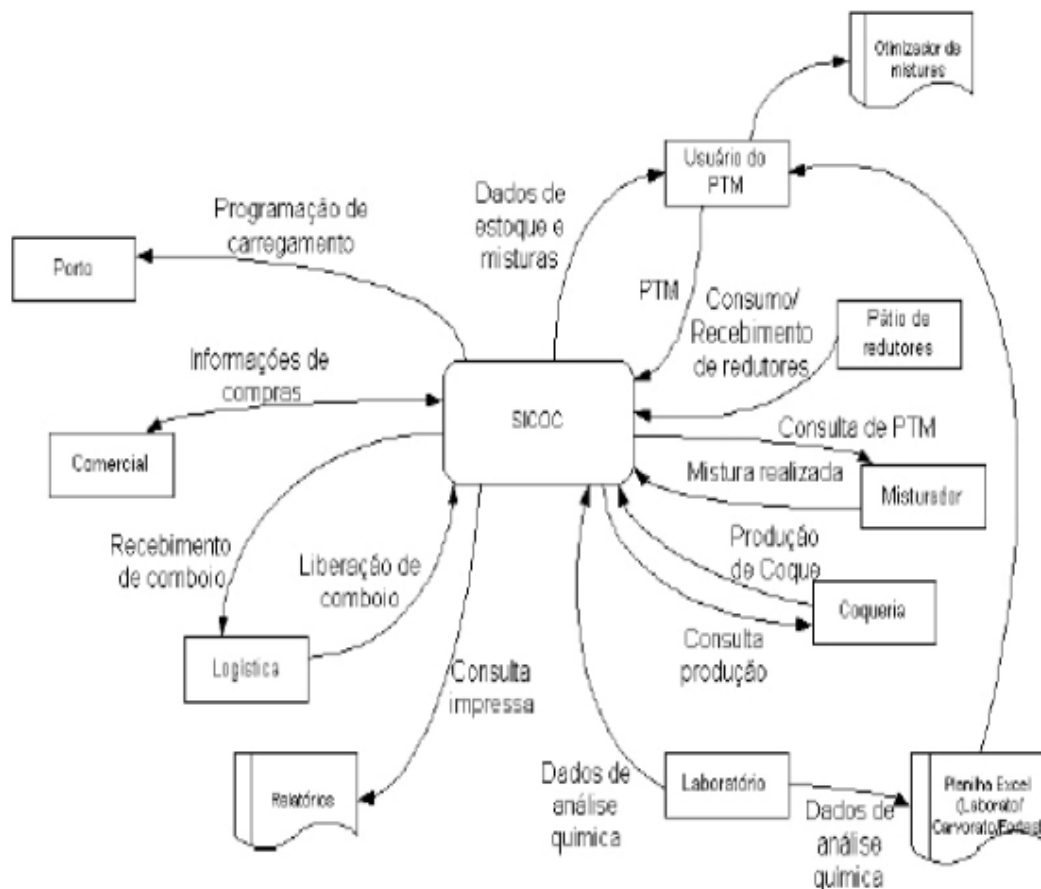 Otimizador de
misturas
Usuário do
PTM
Dados de
estoque e
misturas
Programação de
carregamento
Porto
PTM
Consumo/
Recebimento
de redutores
Pátio de
redutores
Informações de
compras
SICOC
Comercial
Consulta de PTM
Mistura realizada
Misturador
Recebimento
de comboio
Liberação de
comboio
Produção
de Coque
Coqueria
Logística
Consulta
produção
Consulta
impressa
Relatórios
Dados de
análise
química
Laboratório
Dados de
análise
química
Planilha Excel